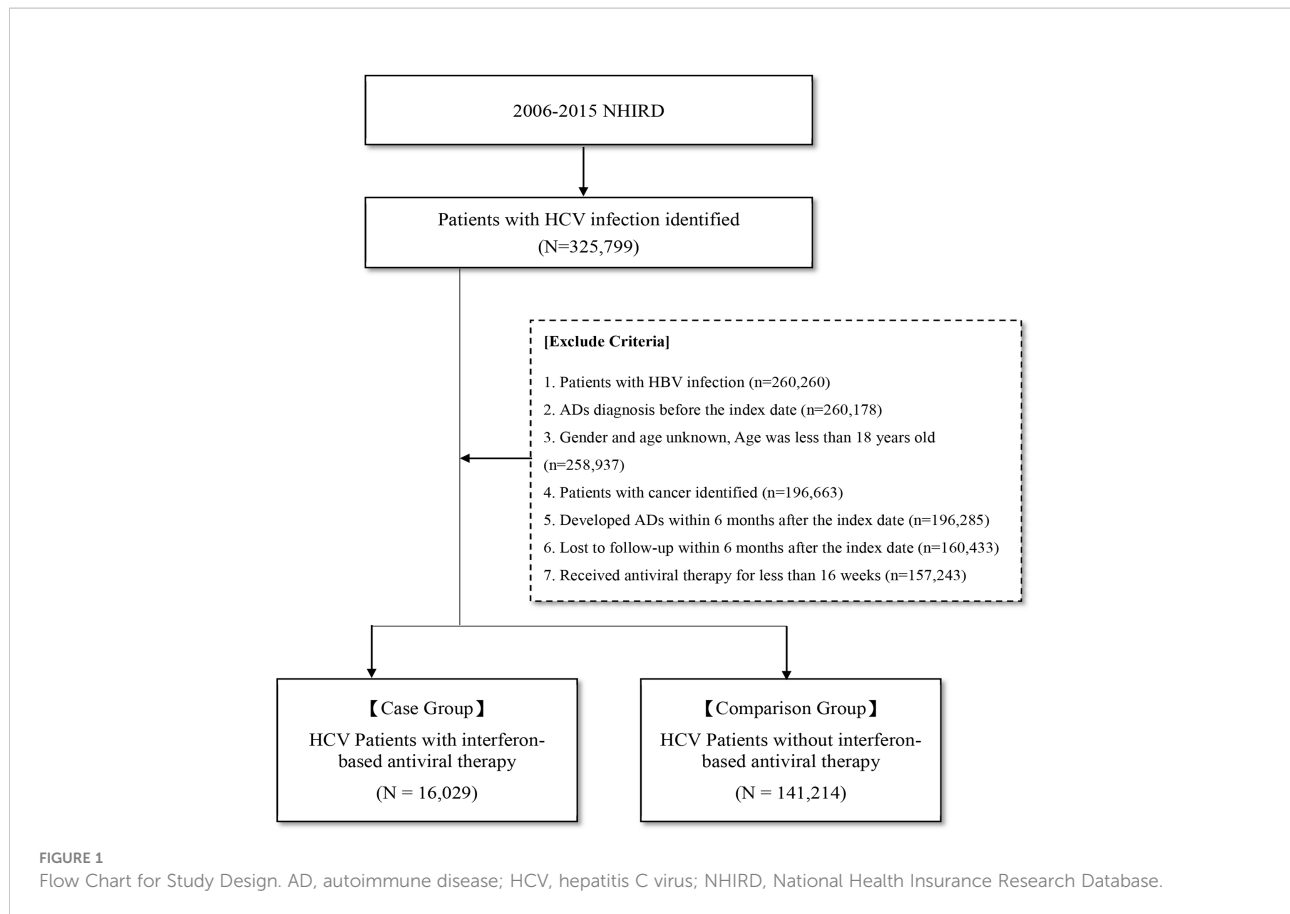 2006-2015 NHIRD
Patients with HCV infection identified
(N=325,799)
[Exclude Criteria]
1. Patients with HBV infection (n=260,260)
2. ADs diagnosis before the index date (n=260,178)
3. Gender and age unknown, Age was less than 18 years old
(n=258,937)
4. Patients with cancer identified (n=196,663)
5. Developed ADs within 6 months after the index date (n=196,285)
6. Lost to follow-up within 6 months after the index date (n=160,433)
7. Received antiviral therapy for less than 16 weeks (n=157,243)
【Case Group】
HCV Patients with interferon-
based antiviral therapy
(N = 16,029)
【Comparison Group】
HCV Patients without interferon-
based antiviral therapy
(N = 141,214)
FIGURE 1
Flow Chart for Study Design. AD, autoimmune disease; HCV, hepatitis C virus; NHIRD, National Health Insurance Research Database.